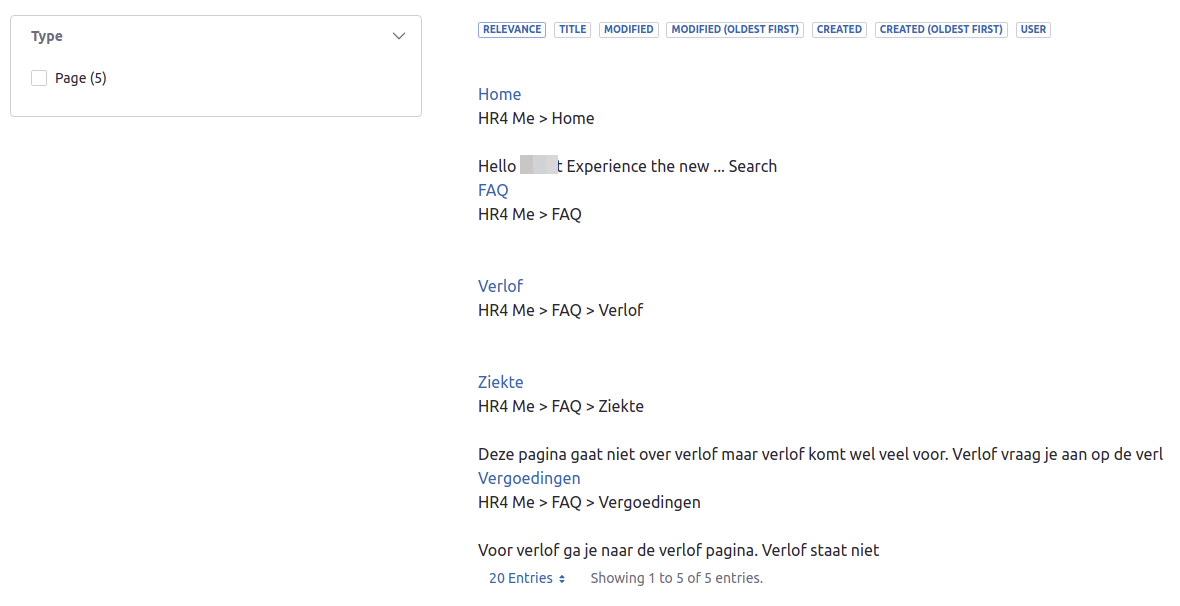 Type
Page (5)
RELEVANCE TITLE MODIFIED MODIFIED (OLDEST FIRST) CREATED CREATED (OLDEST FIRST) USER
Home
HR4 Me > Home
Hello t Experience the new ... Search
FAQ
HR4 Me > FAQ
Verlof
HR4 Me > FAQ > Verlof
Ziekte
HR4 Me > FAQ > Ziekte
Deze pagina gaat niet over verlof maar verlof komt wel veel voor. Verlof vraag je aan op de verl
Vergoedingen
HR4 Me > FAQ > Vergoedingen
Voor verlof ga je naar de verlof pagina. Verlof staat niet
20 Entries Showing 1 to 5 of 5 entries.